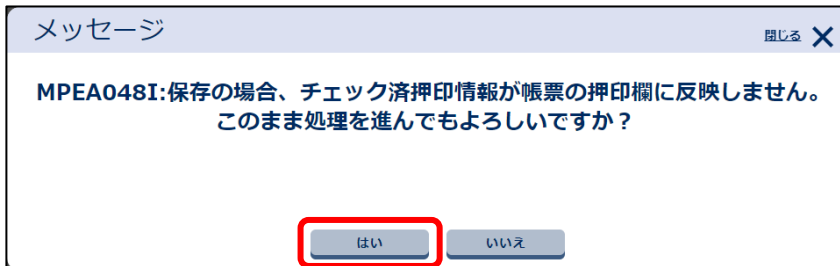 メッセージ
閉じる
MPEA048I:保存の場合、チェック済押印情報が帳票の押印欄に反映しません。
このまま処理を進んでもよろしいですか？
はい
いいえ